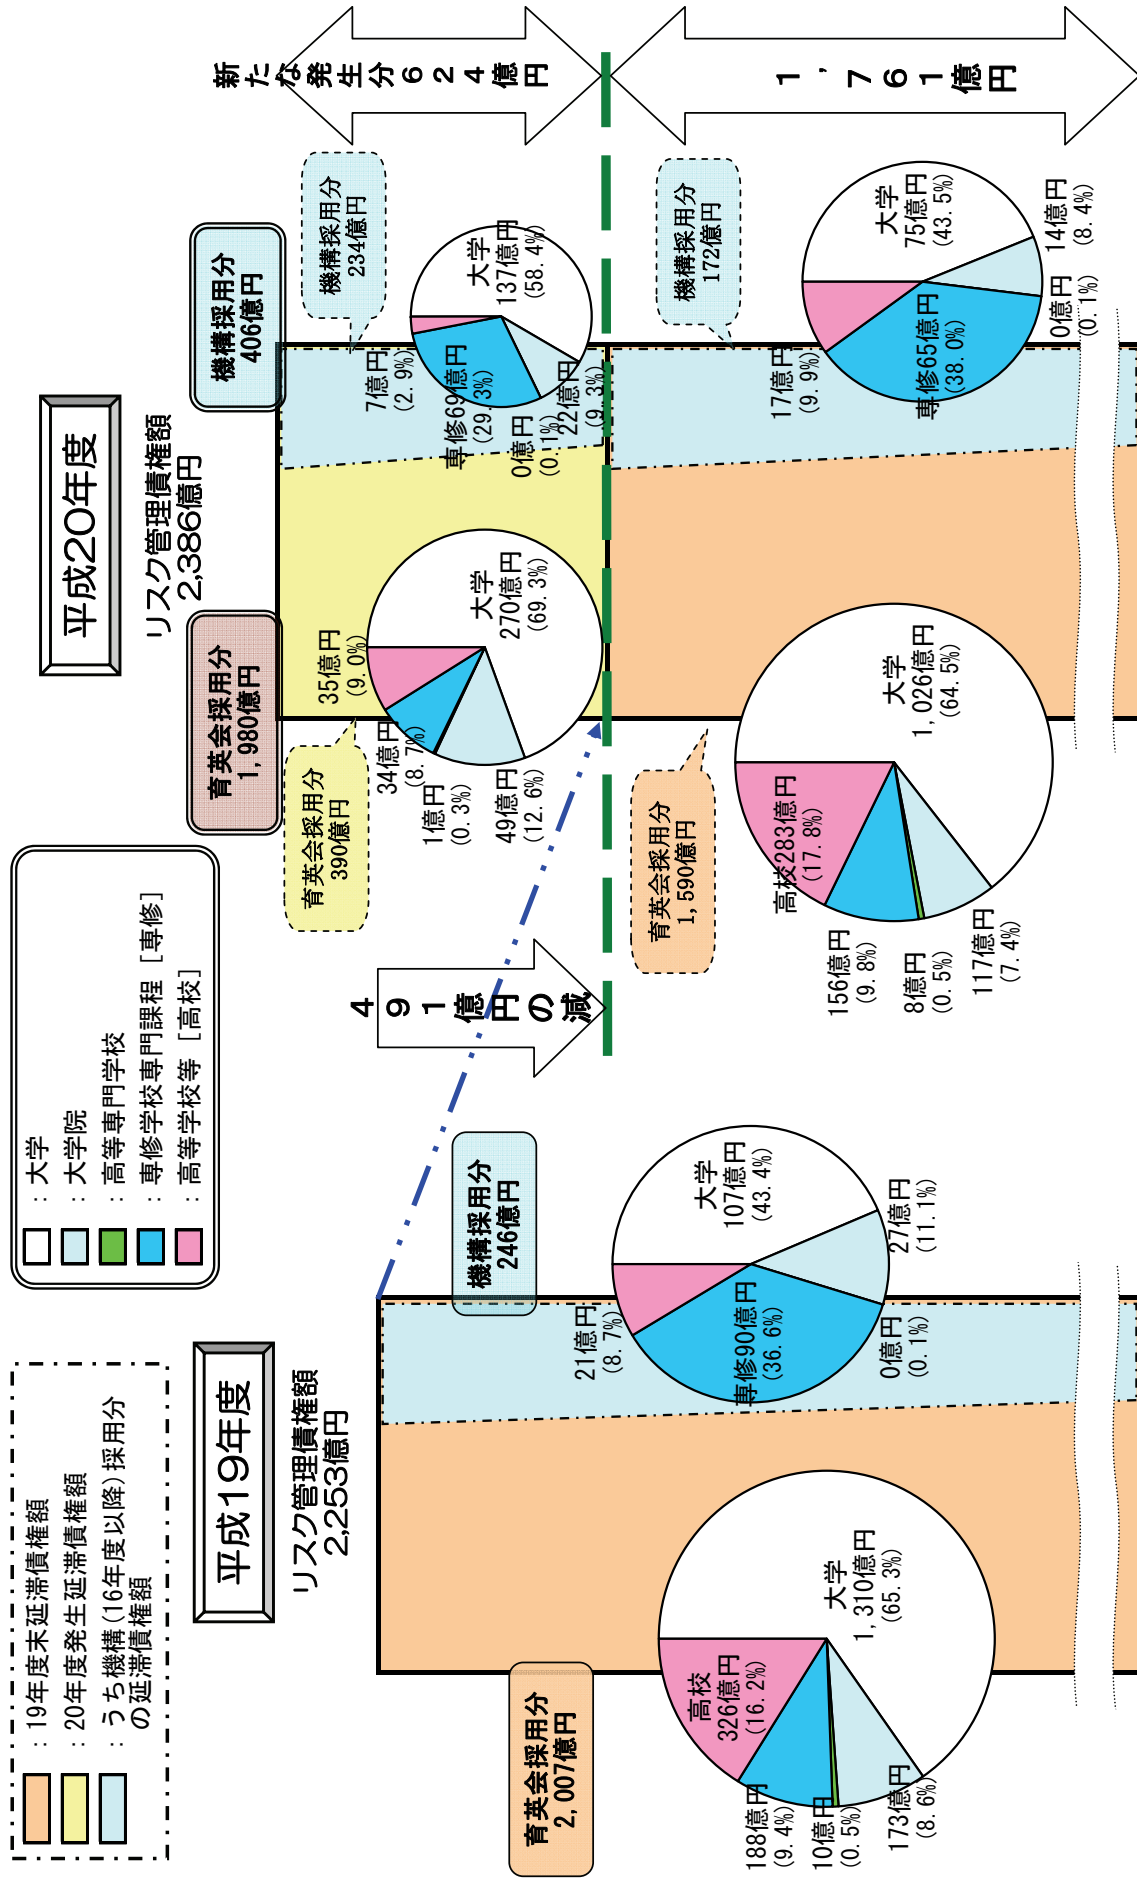 : 19年度末延滞債権額
: 20年度発生延滞債権額
: うち機構(16年度以降)採用分
の延滞債権額
: 大学
: 大学院
: 高等専門学校
: 専修学校専門課程 [専修]
: 高等学校等 [高校]
平成19年度
リスク管理債権額
2,253億円
育英会採用分
2,007億円
機構採用分
246億円
高校
326億円
(16.2%)
188億円
(9.4%)
10億円
(0.5%)
173億円
(8.6%)
大学
1,310億円
(65.3%)
21億円
(8.7%)
専修90億円
(36.6%)
0億円
(0.1%)
27億円
(11.1%)
大学
107億円
(43.4%)
491億円の減
平成20年度
リスク管理債権額
2,386億円
育英会採用分
1,980億円
機構採用分
406億円
育英会採用分
390億円
35億円
(9.0%)
34億円
(8.7%)
1億円
(0.3%)
49億円
(12.6%)
大学
270億円
(69.3%)
機構採用分
234億円
7億円
(2.9%)
専修69億円
(29.3%)
0億円
(0.1%)
22億円
(9.3%)
大学
137億円
(58.4%)
新たな発生分624億円
育英会採用分
1,590億円
高校283億円
(17.8%)
156億円
(9.8%)
8億円
(0.5%)
117億円
(7.4%)
大学
1,026億円
(64.5%)
機構採用分
172億円
17億円
(9.9%)
専修65億円
(38.0%)
0億円
(0.1%)
14億円
(8.4%)
大学
75億円
(43.5%)
1,761億円